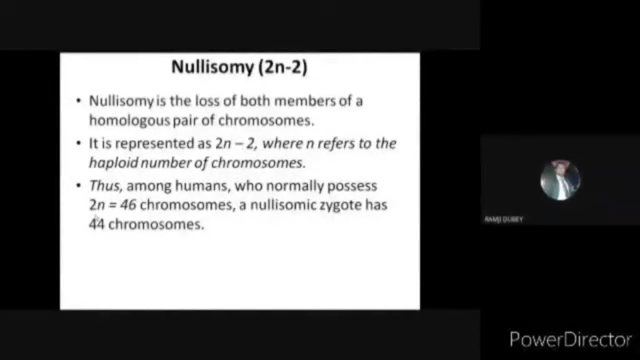 Nullisomy (2n-2)
• Nullisomy is the loss of both members of a
homologous pair of chromosomes.
• It is represented as 2n – 2, where n refers to the
haploid number of chromosomes.
• Thus, among humans, who normally possess
2n = 46 chromosomes, a nullisomic zygote has
44 chromosomes.
RAMJI DUBEY
PowerDirector